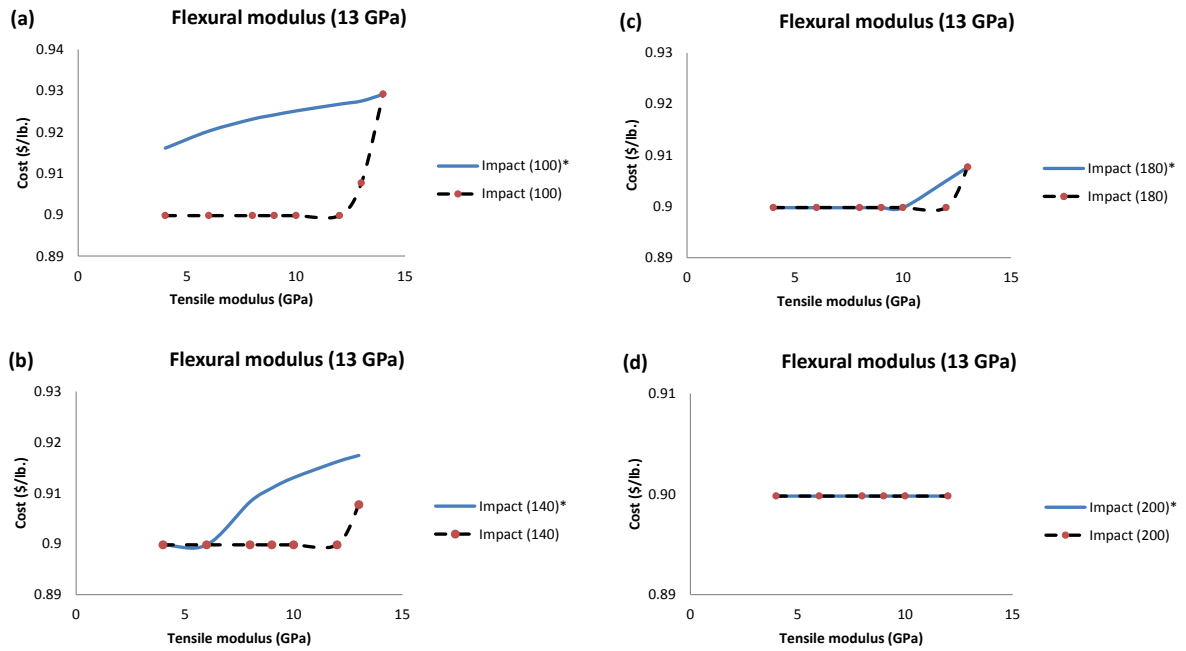 (a)
Flexural modulus (13 GPa)
0.94
0.93
0.92
0.91
0.9
0.89
0
5
10
15
Cost ($/lb.)
Tensile modulus (GPa)
Impact (100)*
Impact (100)
(b)
Flexural modulus (13 GPa)
0.93
0.92
0.91
0.9
0.89
0
5
10
15
Cost ($/lb.)
Tensile modulus (GPa)
Impact (140)*
Impact (140)
(c)
Flexural modulus (13 GPa)
0.93
0.92
0.91
0.9
0.89
0
5
10
15
Cost ($/lb.)
Tensile modulus (GPa)
Impact (180)*
Impact (180)
(d)
Flexural modulus (13 GPa)
0.91
0.90
0.89
0
5
10
15
Cost ($/lb.)
Tensile modulus (GPa)
Impact (200)*
Impact (200)